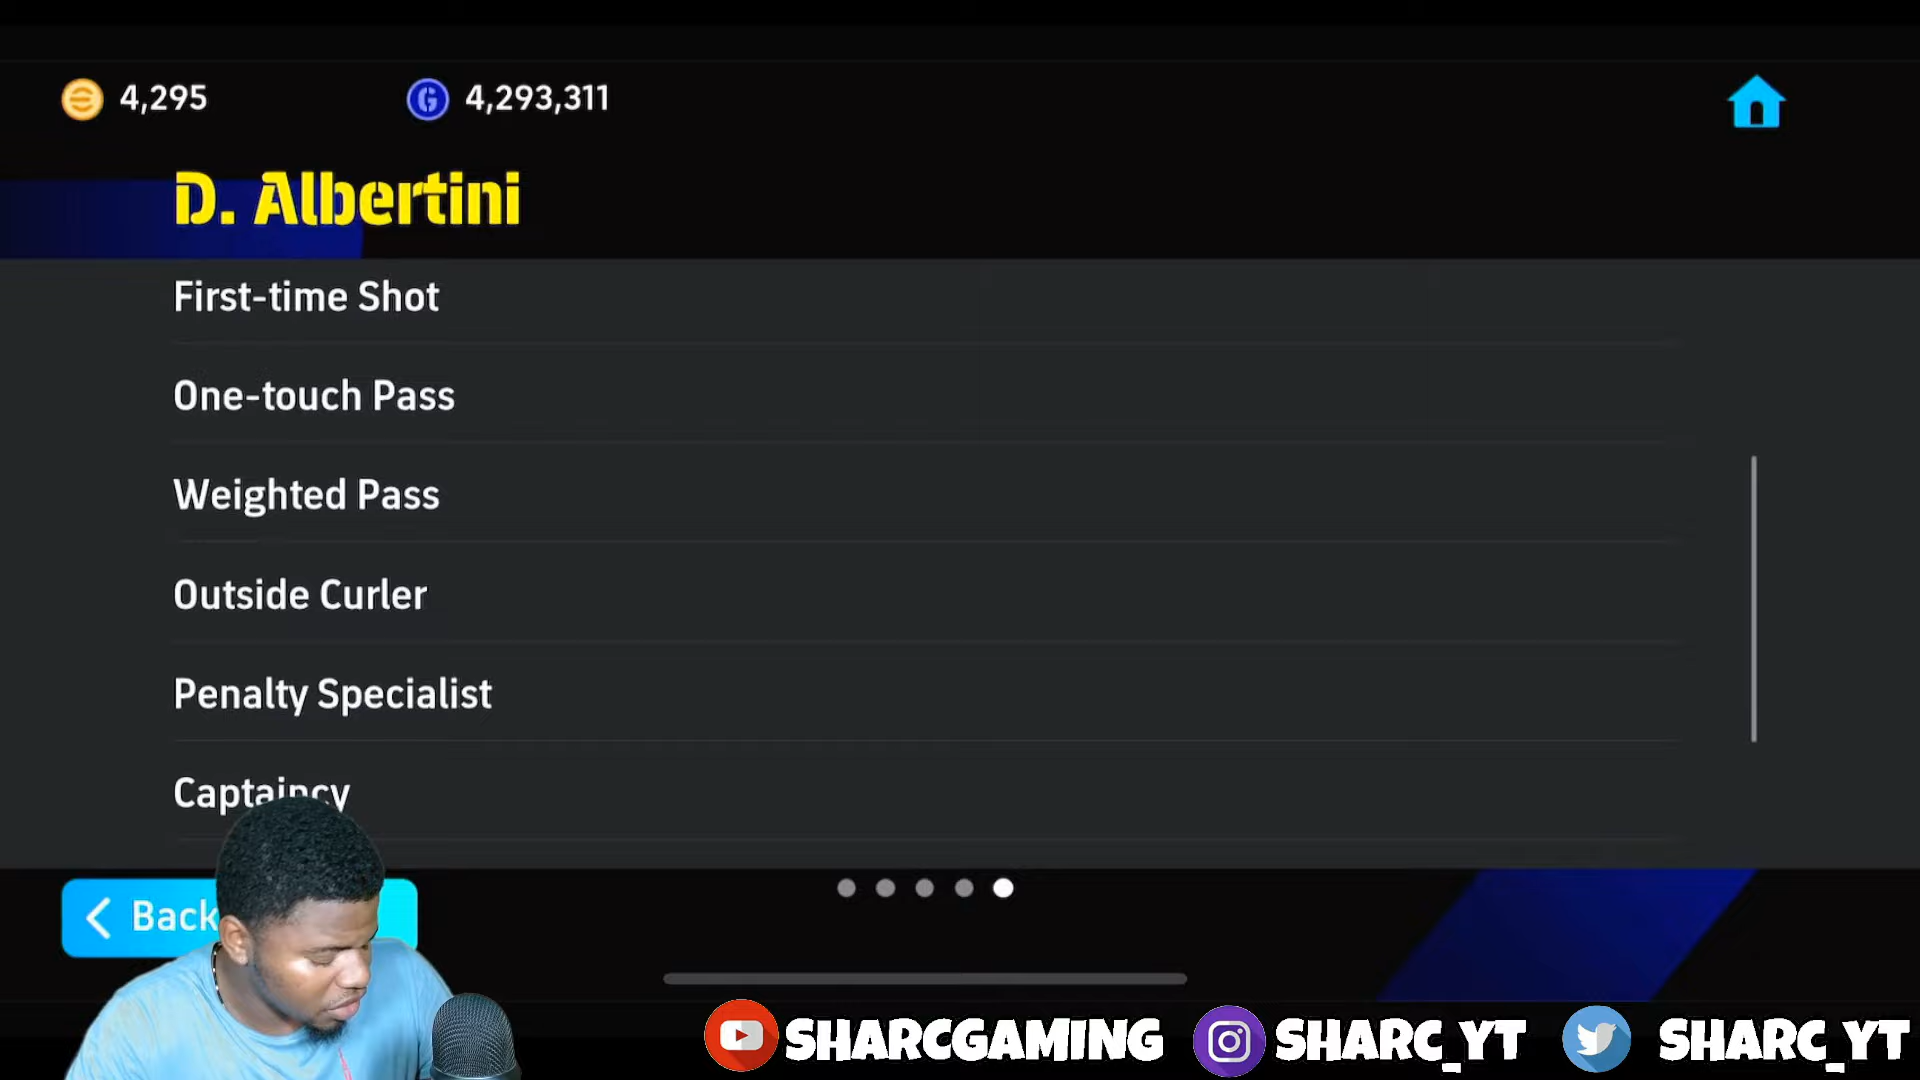 4,295 4,293,311
D. Albertini
First-time Shot
One-touch Pass
Weighted Pass
Outside Curler
Penalty Specialist
Captaincy
Back
SHARCGAMING SHARC_YT SHARC_YT